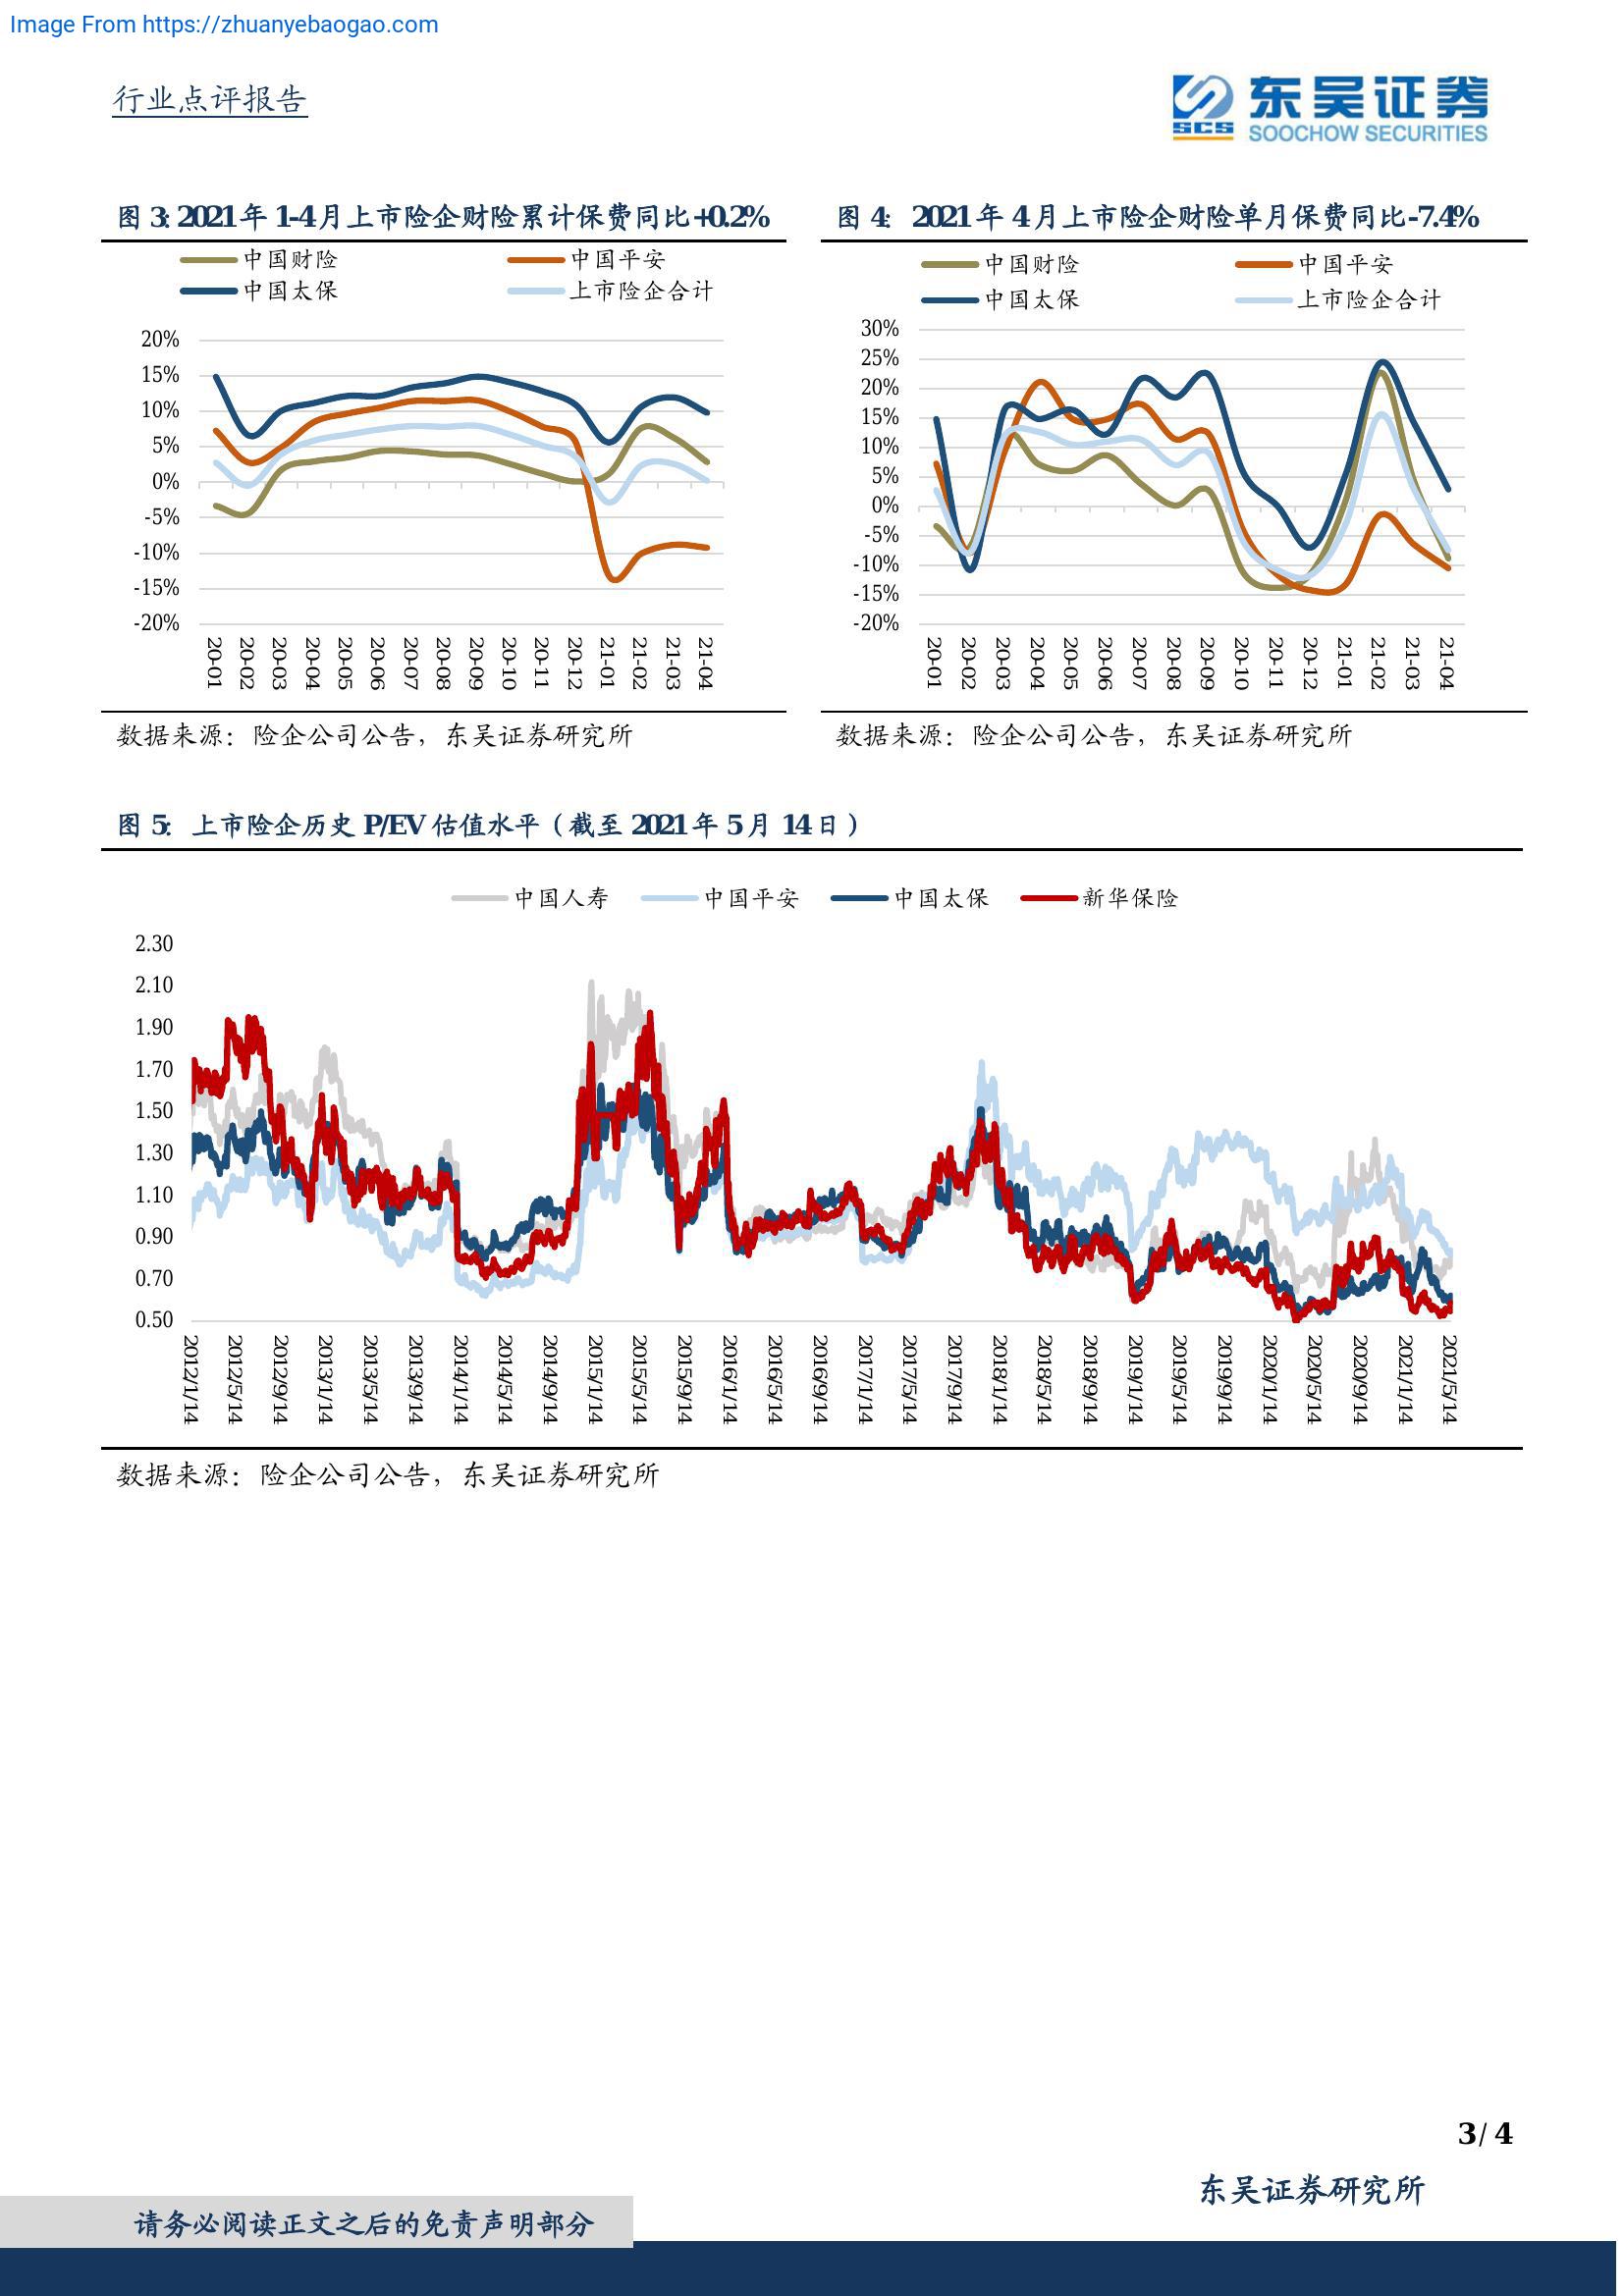 Image From https://zhuanyebaogao.com
行业点评报告
SCS 东吴证券
SOOCHOW SECURITIES
图 3: 2021 年 1-4 月上市险企财险累计保费同比+0.2%
中国财险 中国平安
中国太保 上市险企合计
20%
15%
10%
5%
0%
-5%
-10%
-15%
-20%
20-01 20-02 20-03 20-04 20-05 20-06 20-07 20-08 20-09 20-10 20-11 20-12 21-01 21-02 21-03 21-04
数据来源：险企公司公告，东吴证券研究所
图 4： 2021 年 4 月上市险企财险单月保费同比-7.4%
中国财险 中国平安
中国太保 上市险企合计
30%
25%
20%
15%
10%
5%
0%
-5%
-10%
-15%
-20%
20-01 20-02 20-03 20-04 20-05 20-06 20-07 20-08 20-09 20-10 20-11 20-12 21-01 21-02 21-03 21-04
数据来源：险企公司公告，东吴证券研究所
图 5： 上市险企历史 P/EV 估值水平（截至 2021 年 5 月 14 日）
中国人寿 中国平安 中国太保 新华保险
2.30
2.10
1.90
1.70
1.50
1.30
1.10
0.90
0.70
0.50
2012/1/14 2012/5/14 2012/9/14 2013/1/14 2013/5/14 2013/9/14 2014/1/14 2014/5/14 2014/9/14 2015/1/14 2015/5/14 2015/9/14 2016/1/14 2016/5/14 2016/9/14 2017/1/14 2017/5/14 2017/9/14 2018/1/14 2018/5/14 2018/9/14 2019/1/14 2019/5/14 2019/9/14 2020/1/14 2020/5/14 2020/9/14 2021/1/14 2021/5/14
数据来源：险企公司公告，东吴证券研究所
3 / 4
东吴证券研究所
请务必阅读正文之后的免责声明部分